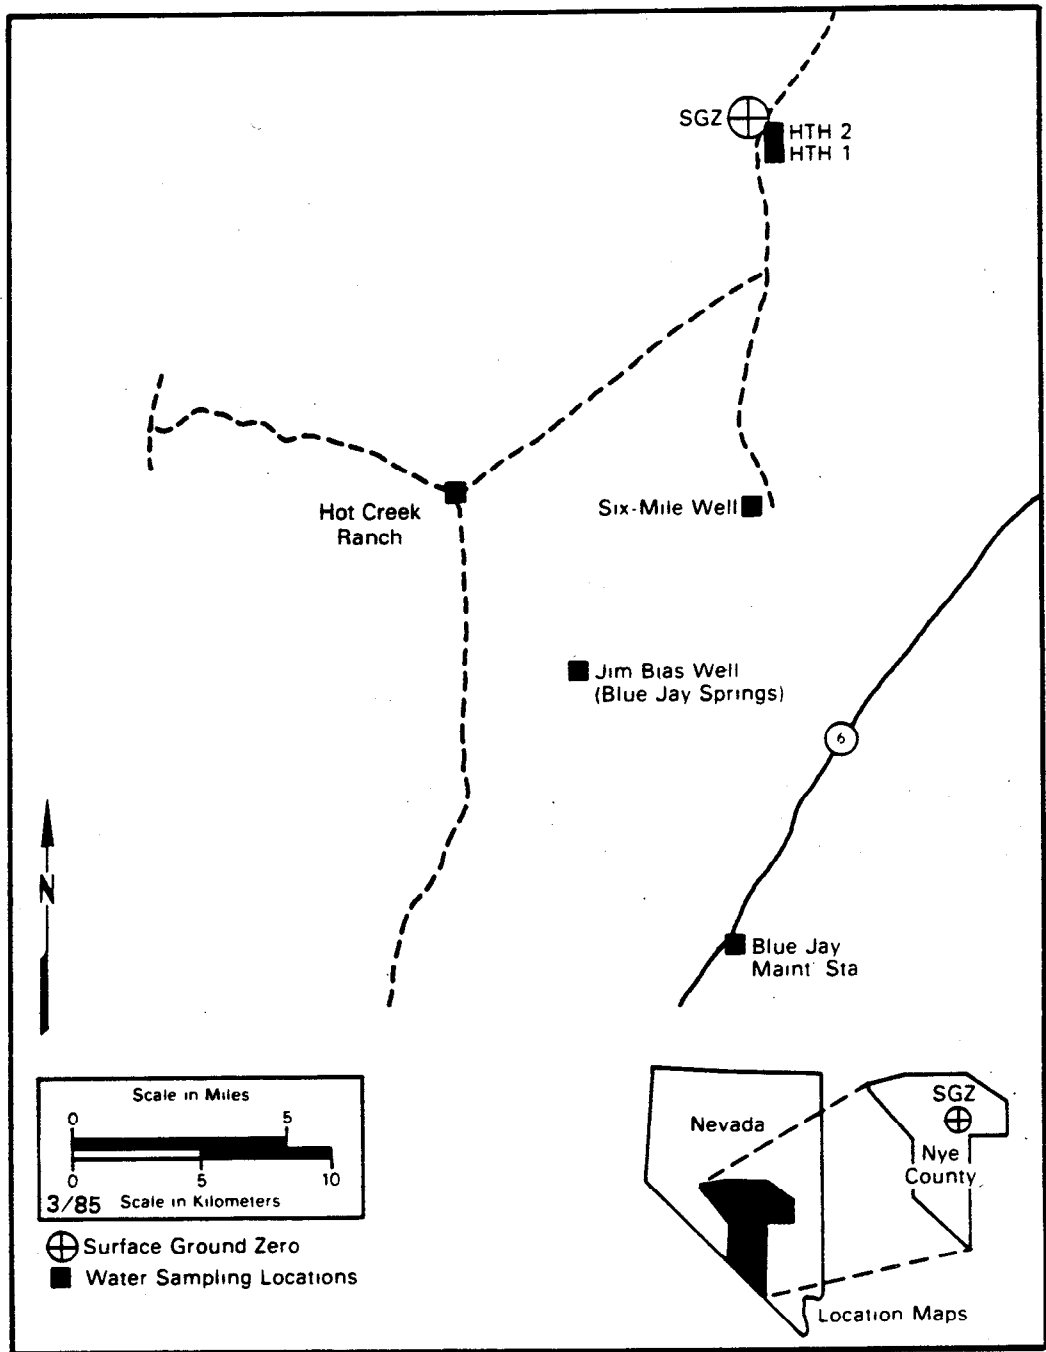 SGZ
HTH 2
HTH 1
Hot Creek
Ranch
Six-Mile Well
Jim Bias Well
(Blue Jay Springs)
6
N
Blue Jay
Maint Sta
Scale in Miles
0 5
0 5 10
3/85 Scale in Kilometers
Surface Ground Zero
Water Sampling Locations
Nevada
SGZ
Nye
County
Location Maps